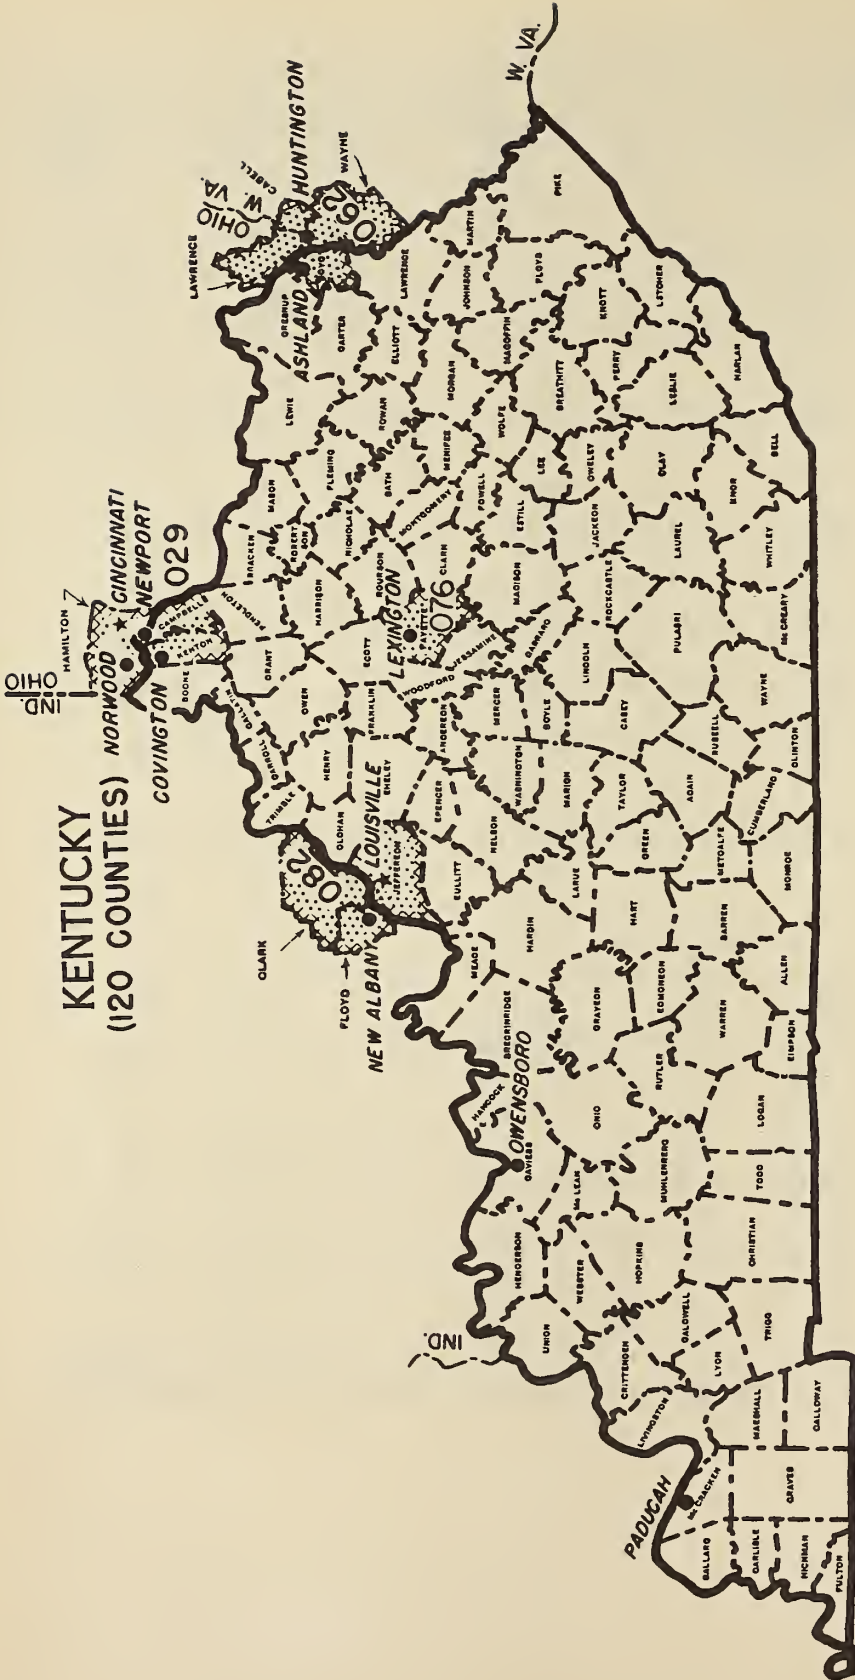 KENTUCKY
(120 COUNTIES)
IND.
OHIO
HAMILTON
CINCINNATI
NORWOOD
NEWPORT
COVINGTON
029
BOONE
KENTON
CAMPBELL
PENDLETON
BRACKEN
MASON
ROBERT
SON
LEWIS
GREENUP
LAWRENCE
OHIO
W. VA.
CABELL
HUNTINGTON
WAYNE
062
ASHLAND
BOYD
CARTER
ELLIOTT
LAWRENCE
FLEMING
ROWAN
NICHOLAS
BATH
HARRISON
BOURBON
MONTGOMERY
MENIFEE
MORGAN
JOHNSON
MARTIN
W. VA.
PIKE
FLOYD
MAGOFFIN
WOLFE
POWELL
CLARK
LEXINGTON
FAYETTE
076
SCOTT
GRANT
GALLATIN
OWEN
CARROLL
TRIMBLE
HENRY
OLDHAM
FRANKLIN
WOODFORD
JESSAMINE
SHELBY
ANDERSON
MERCER
SPENCER
LOUISVILLE
JEFFERSON
082
CLARK
FLOYD
NEW ALBANY
BULLITT
NELSON
WASHINGTON
BOYLE
GARRARD
MADISON
ESTILL
LEE
BREATHITT
KNOTT
LETCHER
PERRY
OWSLEY
JACKSON
ROCKCASTLE
LINCOLN
CASEY
MARION
TAYLOR
LARUE
HARDIN
MEADE
BRECKINRIDGE
HANCOCK
OWENSBORO
DAVIESS
GRAYSON
HART
GREEN
ADAIR
RUSSELL
PULASKI
LAUREL
CLAY
LESLIE
HARLAN
BELL
KNOX
WHITLEY
McCREARY
WAYNE
CLINTON
CUMBERLAND
METCALFE
MONROE
BARREN
EDMONSON
ALLEN
WARREN
SIMPSON
BUTLER
OHIO
LOGAN
MUHLENBERG
TODD
McLEAN
HENDERSON
WEBSTER
HOPKINS
CHRISTIAN
IND.
UNION
CRITTENDEN
CALDWELL
TRIGG
LYON
LIVINGSTON
MARSHALL
CALLOWAY
PADUCAH
McCRACKEN
GRAVES
BALLARD
CARLISLE
HICKMAN
FULTON